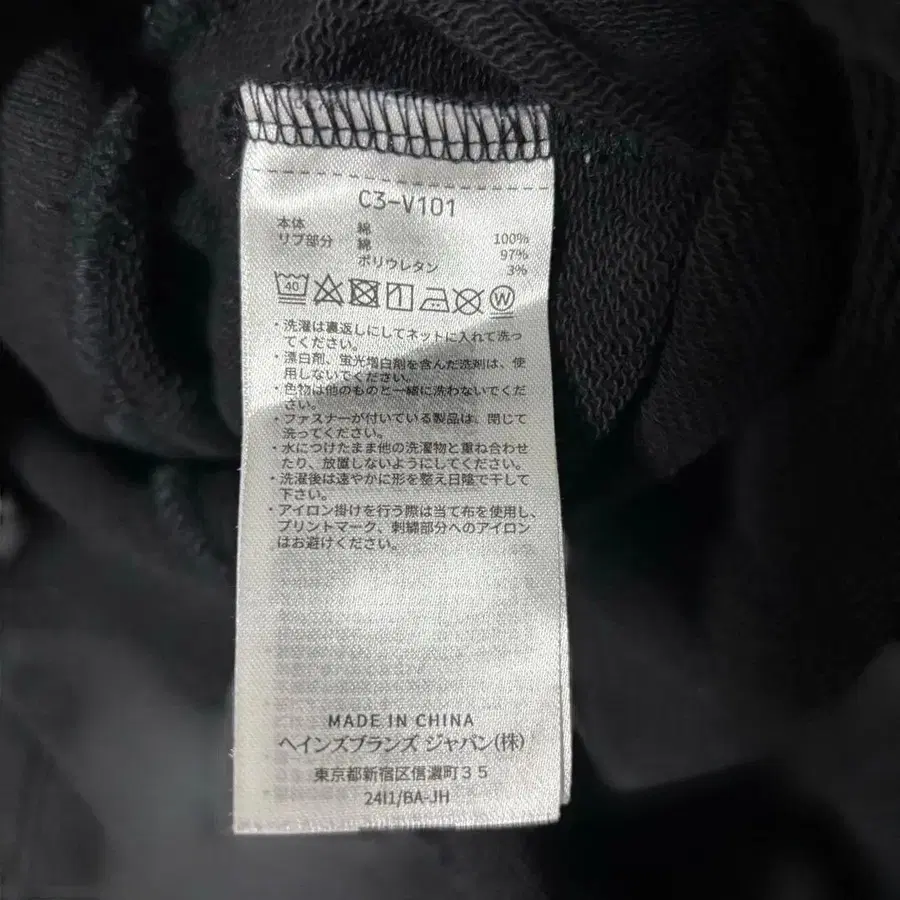 C3-V101
本体 綿 100%
リブ部分 綿 97%
ポリウレタン 3%
40 W
・洗濯は裏返しにしてネットに入れて洗っ
てください。
・漂白剤、蛍光増白剤を含んだ洗剤は、使
用しないでください。
・色物は他のものと一緒に洗わないでくだ
さい。
・ファスナーが付いている製品は、閉じて
洗ってください。
・水につけたまま他の洗濯物と重ね合わせ
たり、放置しないようにしてください。
・洗濯後は速やかに形を整え日陰で干して
下さい。
・アイロン掛けを行う際は当て布を使用し、
プリントマーク、刺繍部分へのアイロン
はお避けください。
MADE IN CHINA
ヘインズブランズ ジャパン(株)
東京都新宿区信濃町35
24I1/BA-JH